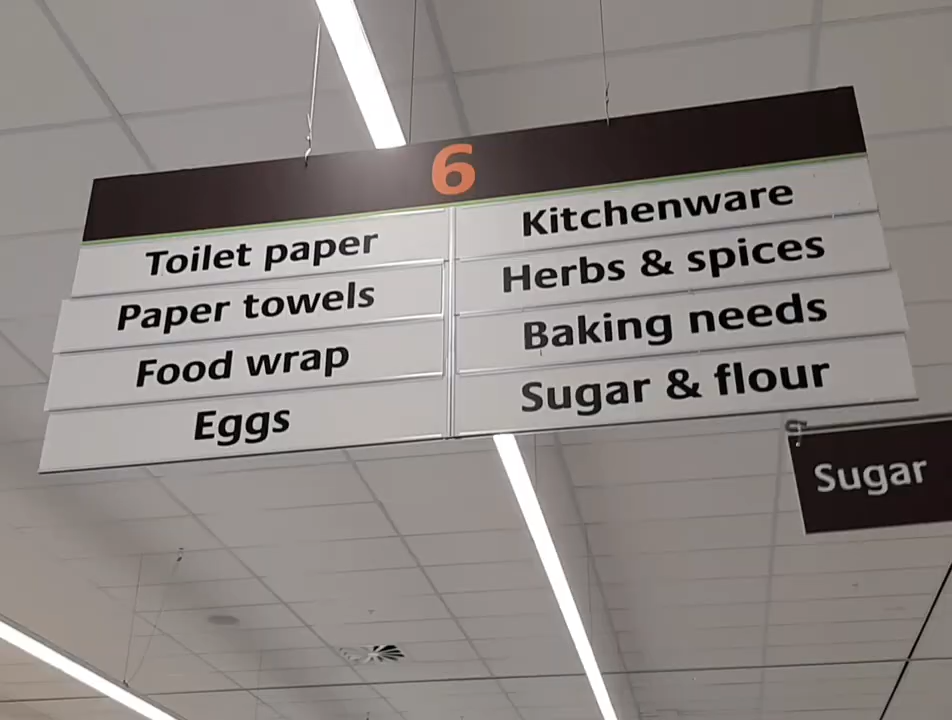 6
Toilet paper
Paper towels
Food wrap
Eggs
Kitchenware
Herbs & spices
Baking needs
Sugar & flour
Sugar